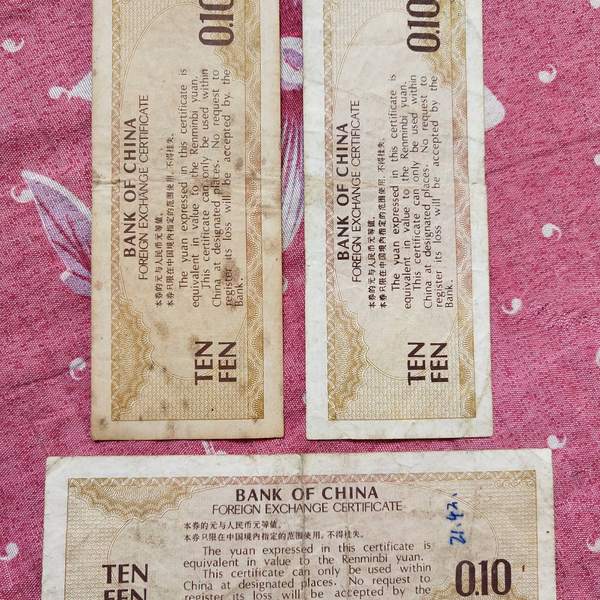 BANK OF CHINA
FOREIGN EXCHANGE CERTIFICATE
本券的元与人民币元等值。
本券只限在中国境内指定的范围使用,不得挂失。
The yuan expressed in this certificate is
equivalent in value to the Renminbi yuan.
This certificate can only be used within
China at designated places. No request to
register its loss will be accepted by the
Bank.
TEN
FEN
0.10
BANK OF CHINA
FOREIGN EXCHANGE CERTIFICATE
本券的元与人民币元等值。
本券只限在中国境内指定的范围使用,不得挂失。
The yuan expressed in this certificate is
equivalent in value to the Renminbi yuan.
This certificate can only be used within
China at designated places. No request to
register its loss will be accepted by the
Bank.
TEN
FEN
0.10
BANK OF CHINA
FOREIGN EXCHANGE CERTIFICATE
本券的元与人民币元等值。
本券只限在中国境内指定的范围使用,不得挂失。
The yuan expressed in this certificate is
equivalent in value to the Renminbi yuan.
This certificate can only be used within
China at designated places. No request to
register its loss will be accepted by the
TEN
FEN
0.10